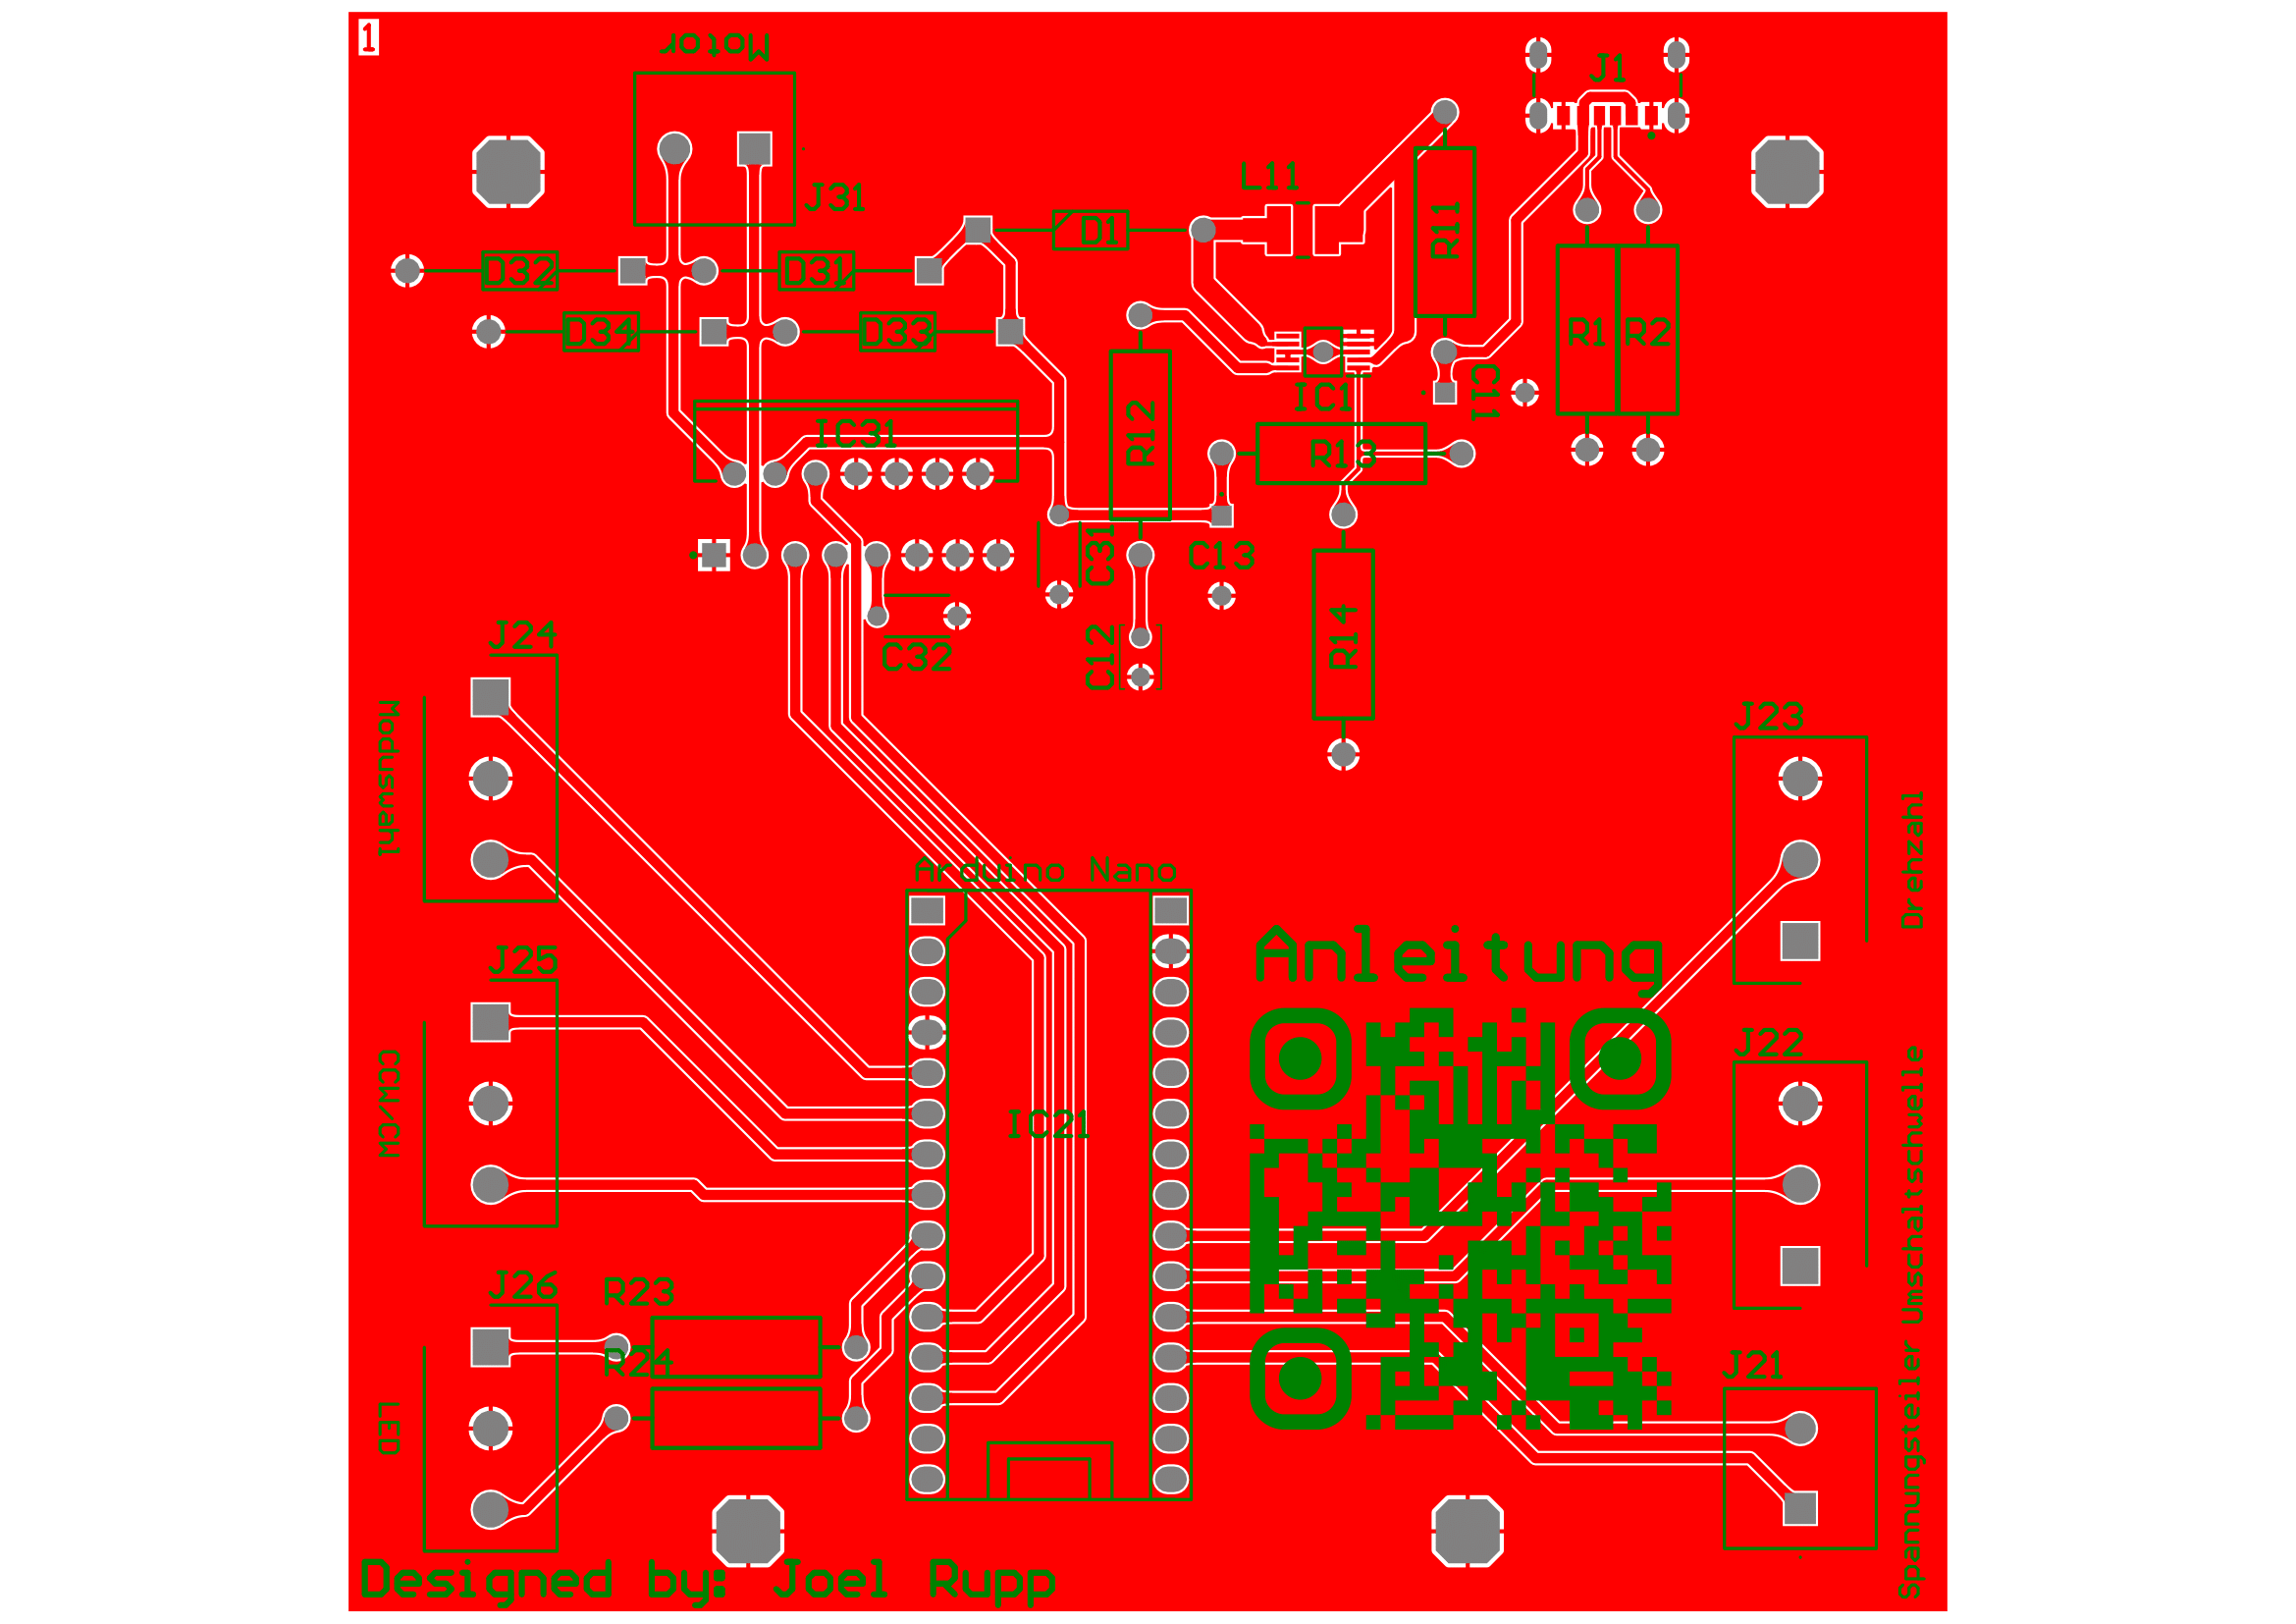 1
Motor
J1
J31
L11
D1
R11
D32
D31
D34
D33
R1
R2
IC1
C11
IC31
R12
R13
C31
C13
R14
C32
C12
J24
Moduswahl
J23
Drehzahl
Arduino Nano
Anleitung
J25
CCW/CW
J22
IC21
J26
R23
R24
LED
J21
Spannungsteiler Umschaltschwelle
Designed by: Joel Rupp